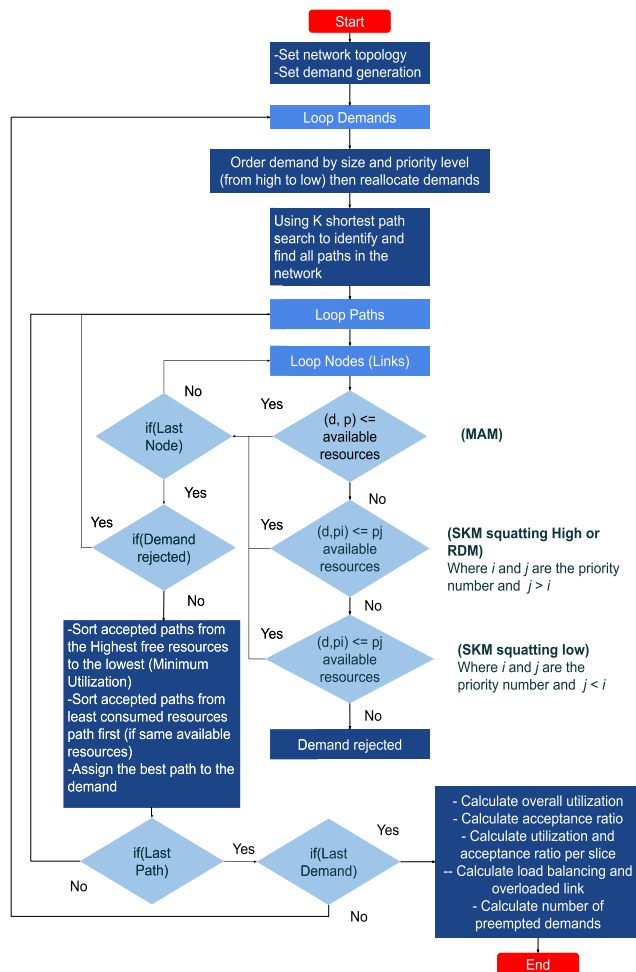 Start
-Set network topology
-Set demand generation
Loop Demands
Order demand by size and priority level
(from high to low) then reallocate demands
Using K shortest path
search to identify and
find all paths in the
network
Loop Paths
Loop Nodes (Links)
No
Yes
if(Last
Node)
(d, p) <=
available
resources
(MAM)
Yes
No
Yes
if(Demand
rejected)
Yes
(d,pi) <= pj
available
resources
(SKM squatting High or
RDM)
Where i and j are the priority
number and j > i
No
No
-Sort accepted paths from
the Highest free resources
to the lowest (Minimum
Utilization)
-Sort accepted paths from
least consumed resources
path first (if same available
resources)
-Assign the best path to the
demand
Yes
(d,pi) <= pj
available
resources
(SKM squatting low)
Where i and j are the
priority number and j < i
No
Demand rejected
if(Last
Path)
No
Yes
if(Last
Demand)
Yes
No
- Calculate overall utilization
- Calculate acceptance ratio
- Calculate utilization and
acceptance ratio per slice
-- Calculate load balancing and
overloaded link
- Calculate number of
preempted demands
End